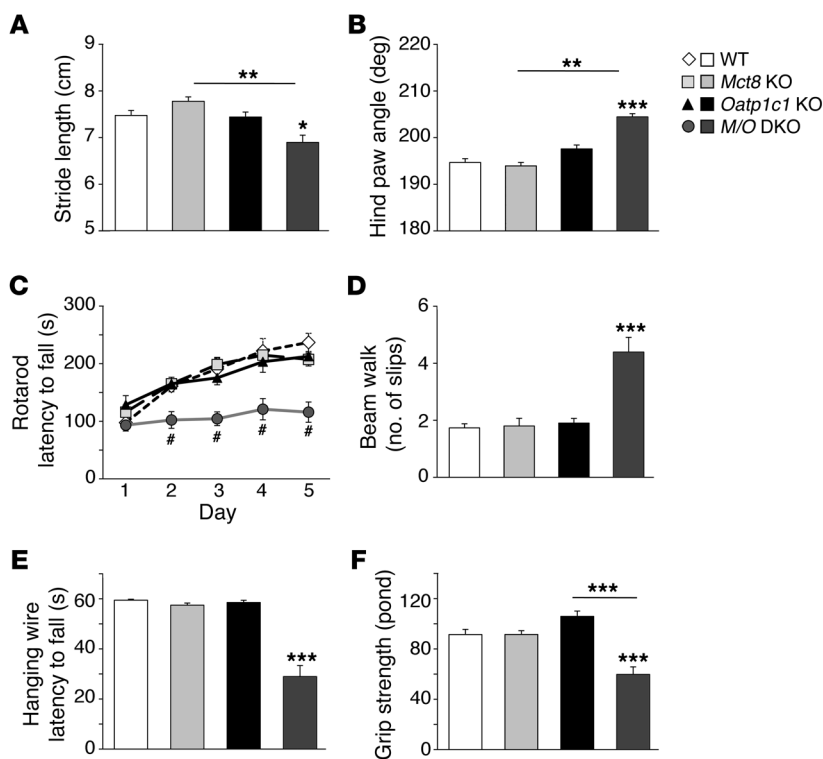 A
Stride length (cm)
9
8
7
6
5
**
*
B
Hind paw angle (deg)
220
210
200
190
180
**
***
WT
Mct8 KO
Oatp1c1 KO
M/O DKO
C
Rotarod
latency to fall (s)
300
200
100
0
# # # #
1 2 3 4 5
Day
D
Beam walk
(no. of slips)
6
4
2
0
***
E
Hanging wire
latency to fall (s)
60
40
20
0
***
F
Grip strength (pond)
120
80
40
0
***
***